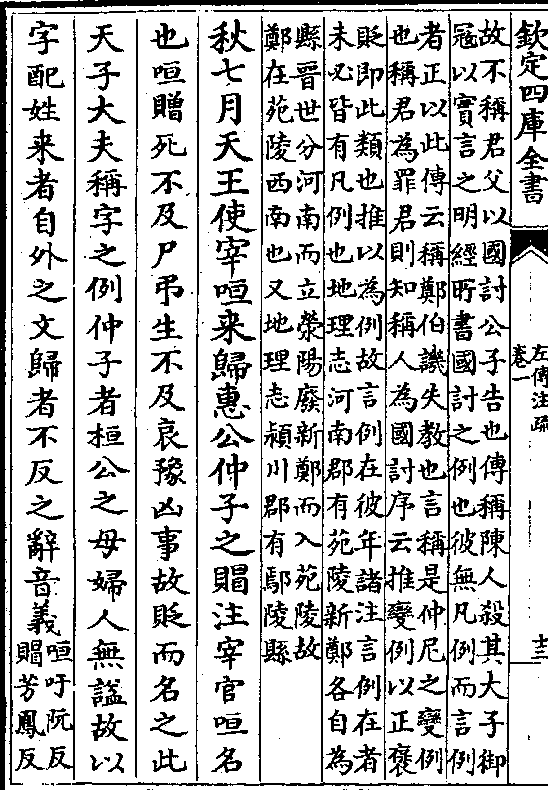 欽定四庫全書
左傳注疏
卷一
十三
故不稱君父以國討公子告也傳稱陳人殺其大子御
冦以實言之明經所書國討之例也彼無凡例而言例
者正以此傳云稱鄭伯譏失教也言稱是仲尼之變例
也稱君為罪君則知稱人為國討序云推變例以正褒
貶即此類也推以為例故言例在彼年諸注言例在者
未必皆有凡例也地理志河南郡有苑陵新鄭各自為
縣晉世分河南而立滎陽廢新鄭而入苑陵故
鄭在苑陵西南也又地理志潁川郡有鄢陵縣
秋七月天王使宰咺来歸惠公仲子之賵注宰官咺名
也咺贈死不及尸弔生不及哀豫凶事故貶而名之此
天子大夫稱字之例仲子者桓公之母婦人無謚故以
字配姓来者自外之文歸者不反之辭音義
咺吁阮反
賵芳鳳反